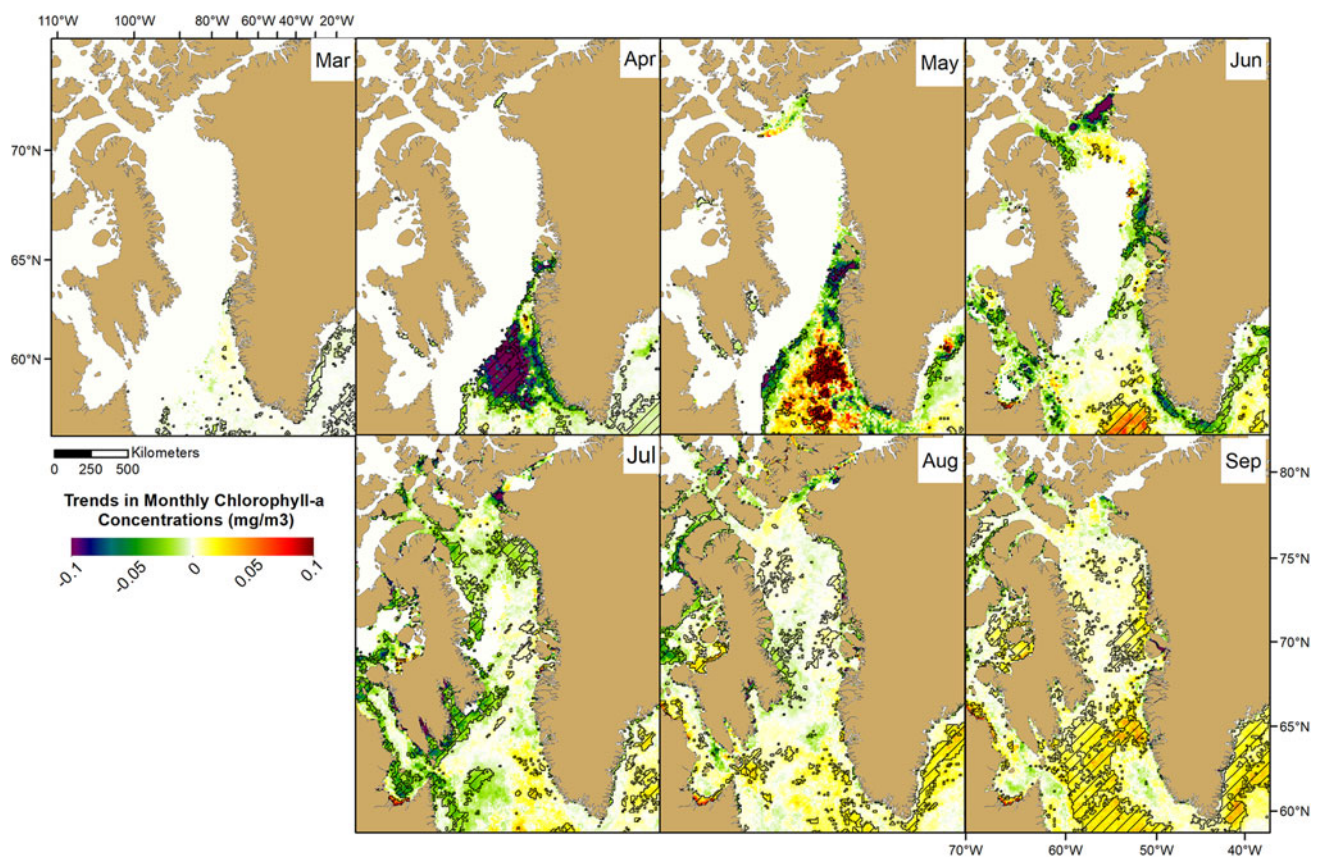 110°W 100°W 80°W 60°W 40°W 20°W
Mar Apr May Jun
70°N
65°N
60°N
Kilometers
0 250 500
Jul Aug Sep
Trends in Monthly Chlorophyll-a
Concentrations (mg/m3)
-0.1 -0.05 0 0.05 0.1
80°N
75°N
70°N
65°N
60°N
70°W 60°W 50°W 40°W